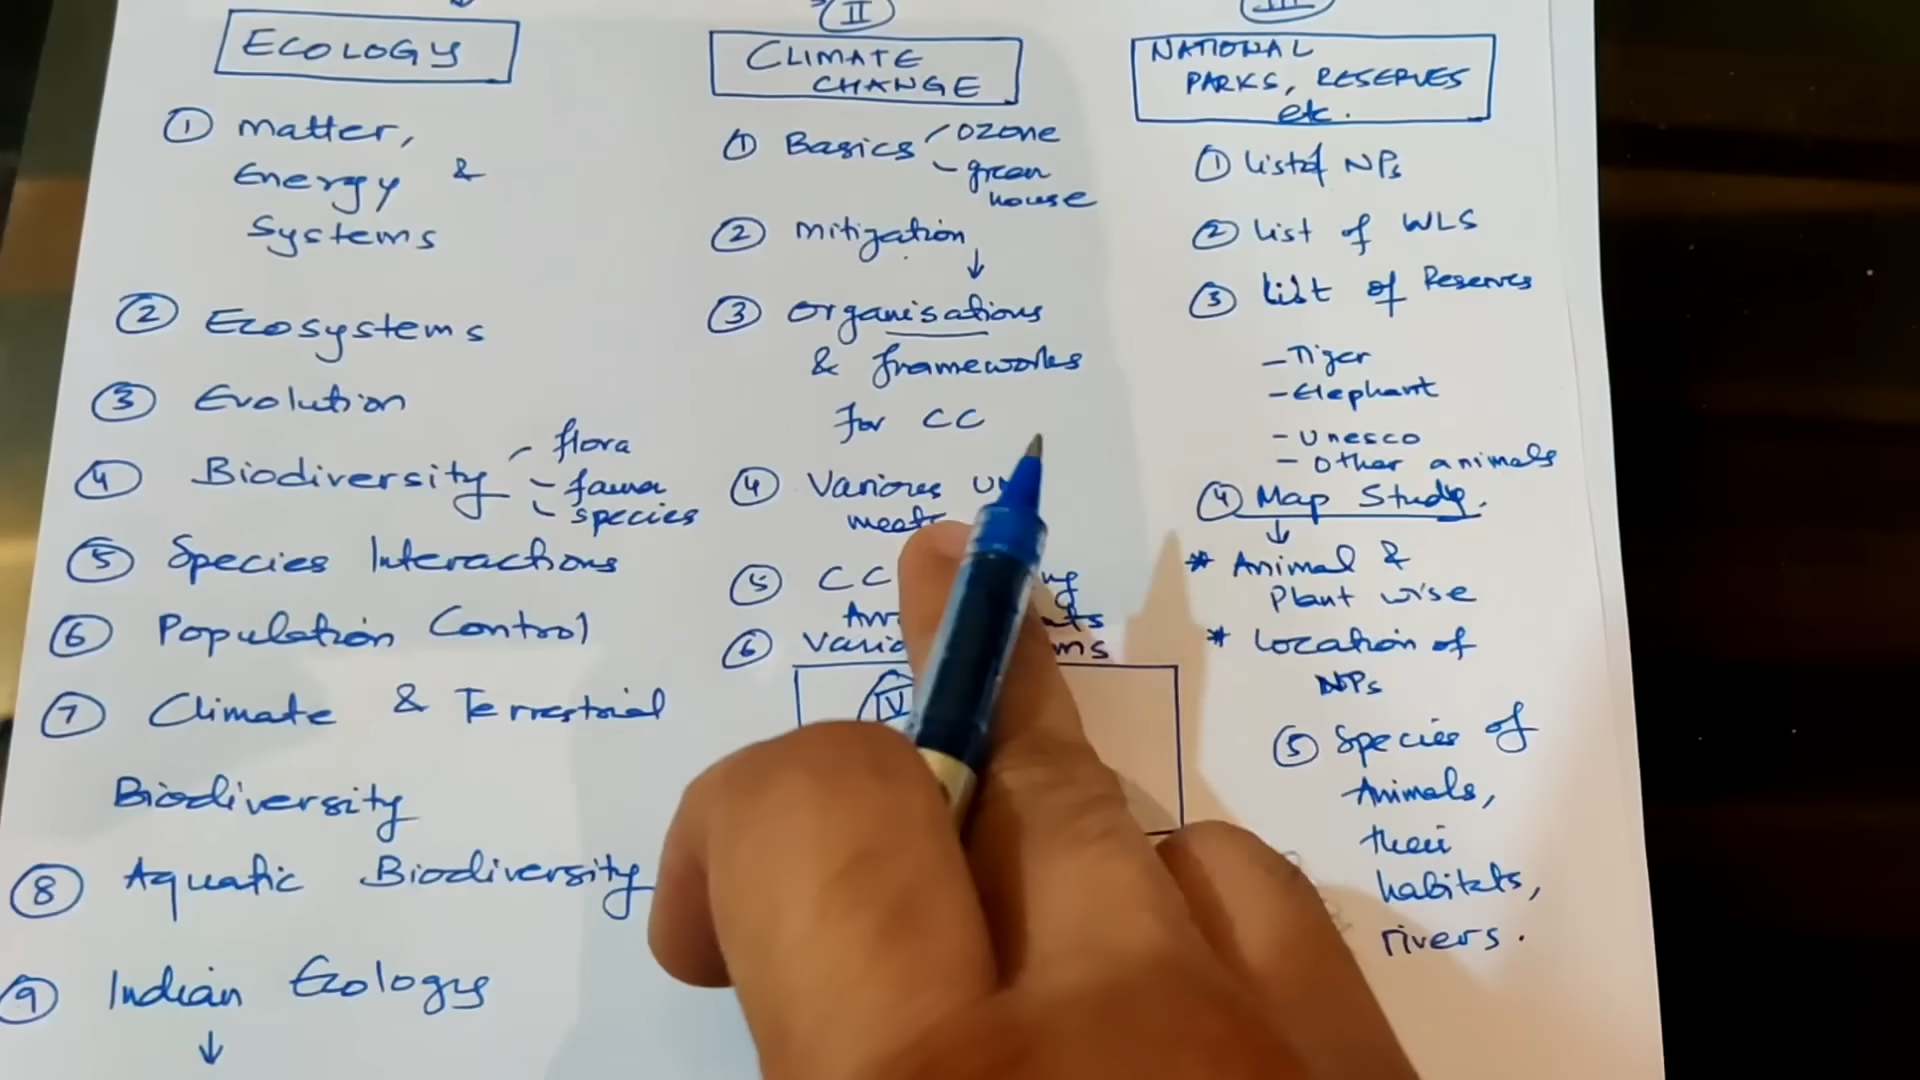 ECOLOGY
① matter,
Energy &
Systems
② Ecosystems
③ Evolution
④ Biodiversity - flora
- fauna
- species
⑤ Species Interactions
⑥ Population Control
⑦ Climate & Terrestrial
Biodiversity
⑧ Aquatic Biodiversity
⑨ Indian Ecology
↓
II
CLIMATE
CHANGE
① Basics - ozone
- green
house
② mitigation
↓
③ organisations
& frameworks
for CC
④ Various
⑤ CC
⑥
IV
III
NATIONAL
PARKS, RESERVES
etc.
① list of NPs
② list of WLS
③ list of Reserves
- Tiger
- Elephant
- Unesco
- Other animals
④ Map Study.
↓
* Animal &
Plant wise
* Location of
NPs
⑤ Species of
Animals,
their
habitats,
rivers.